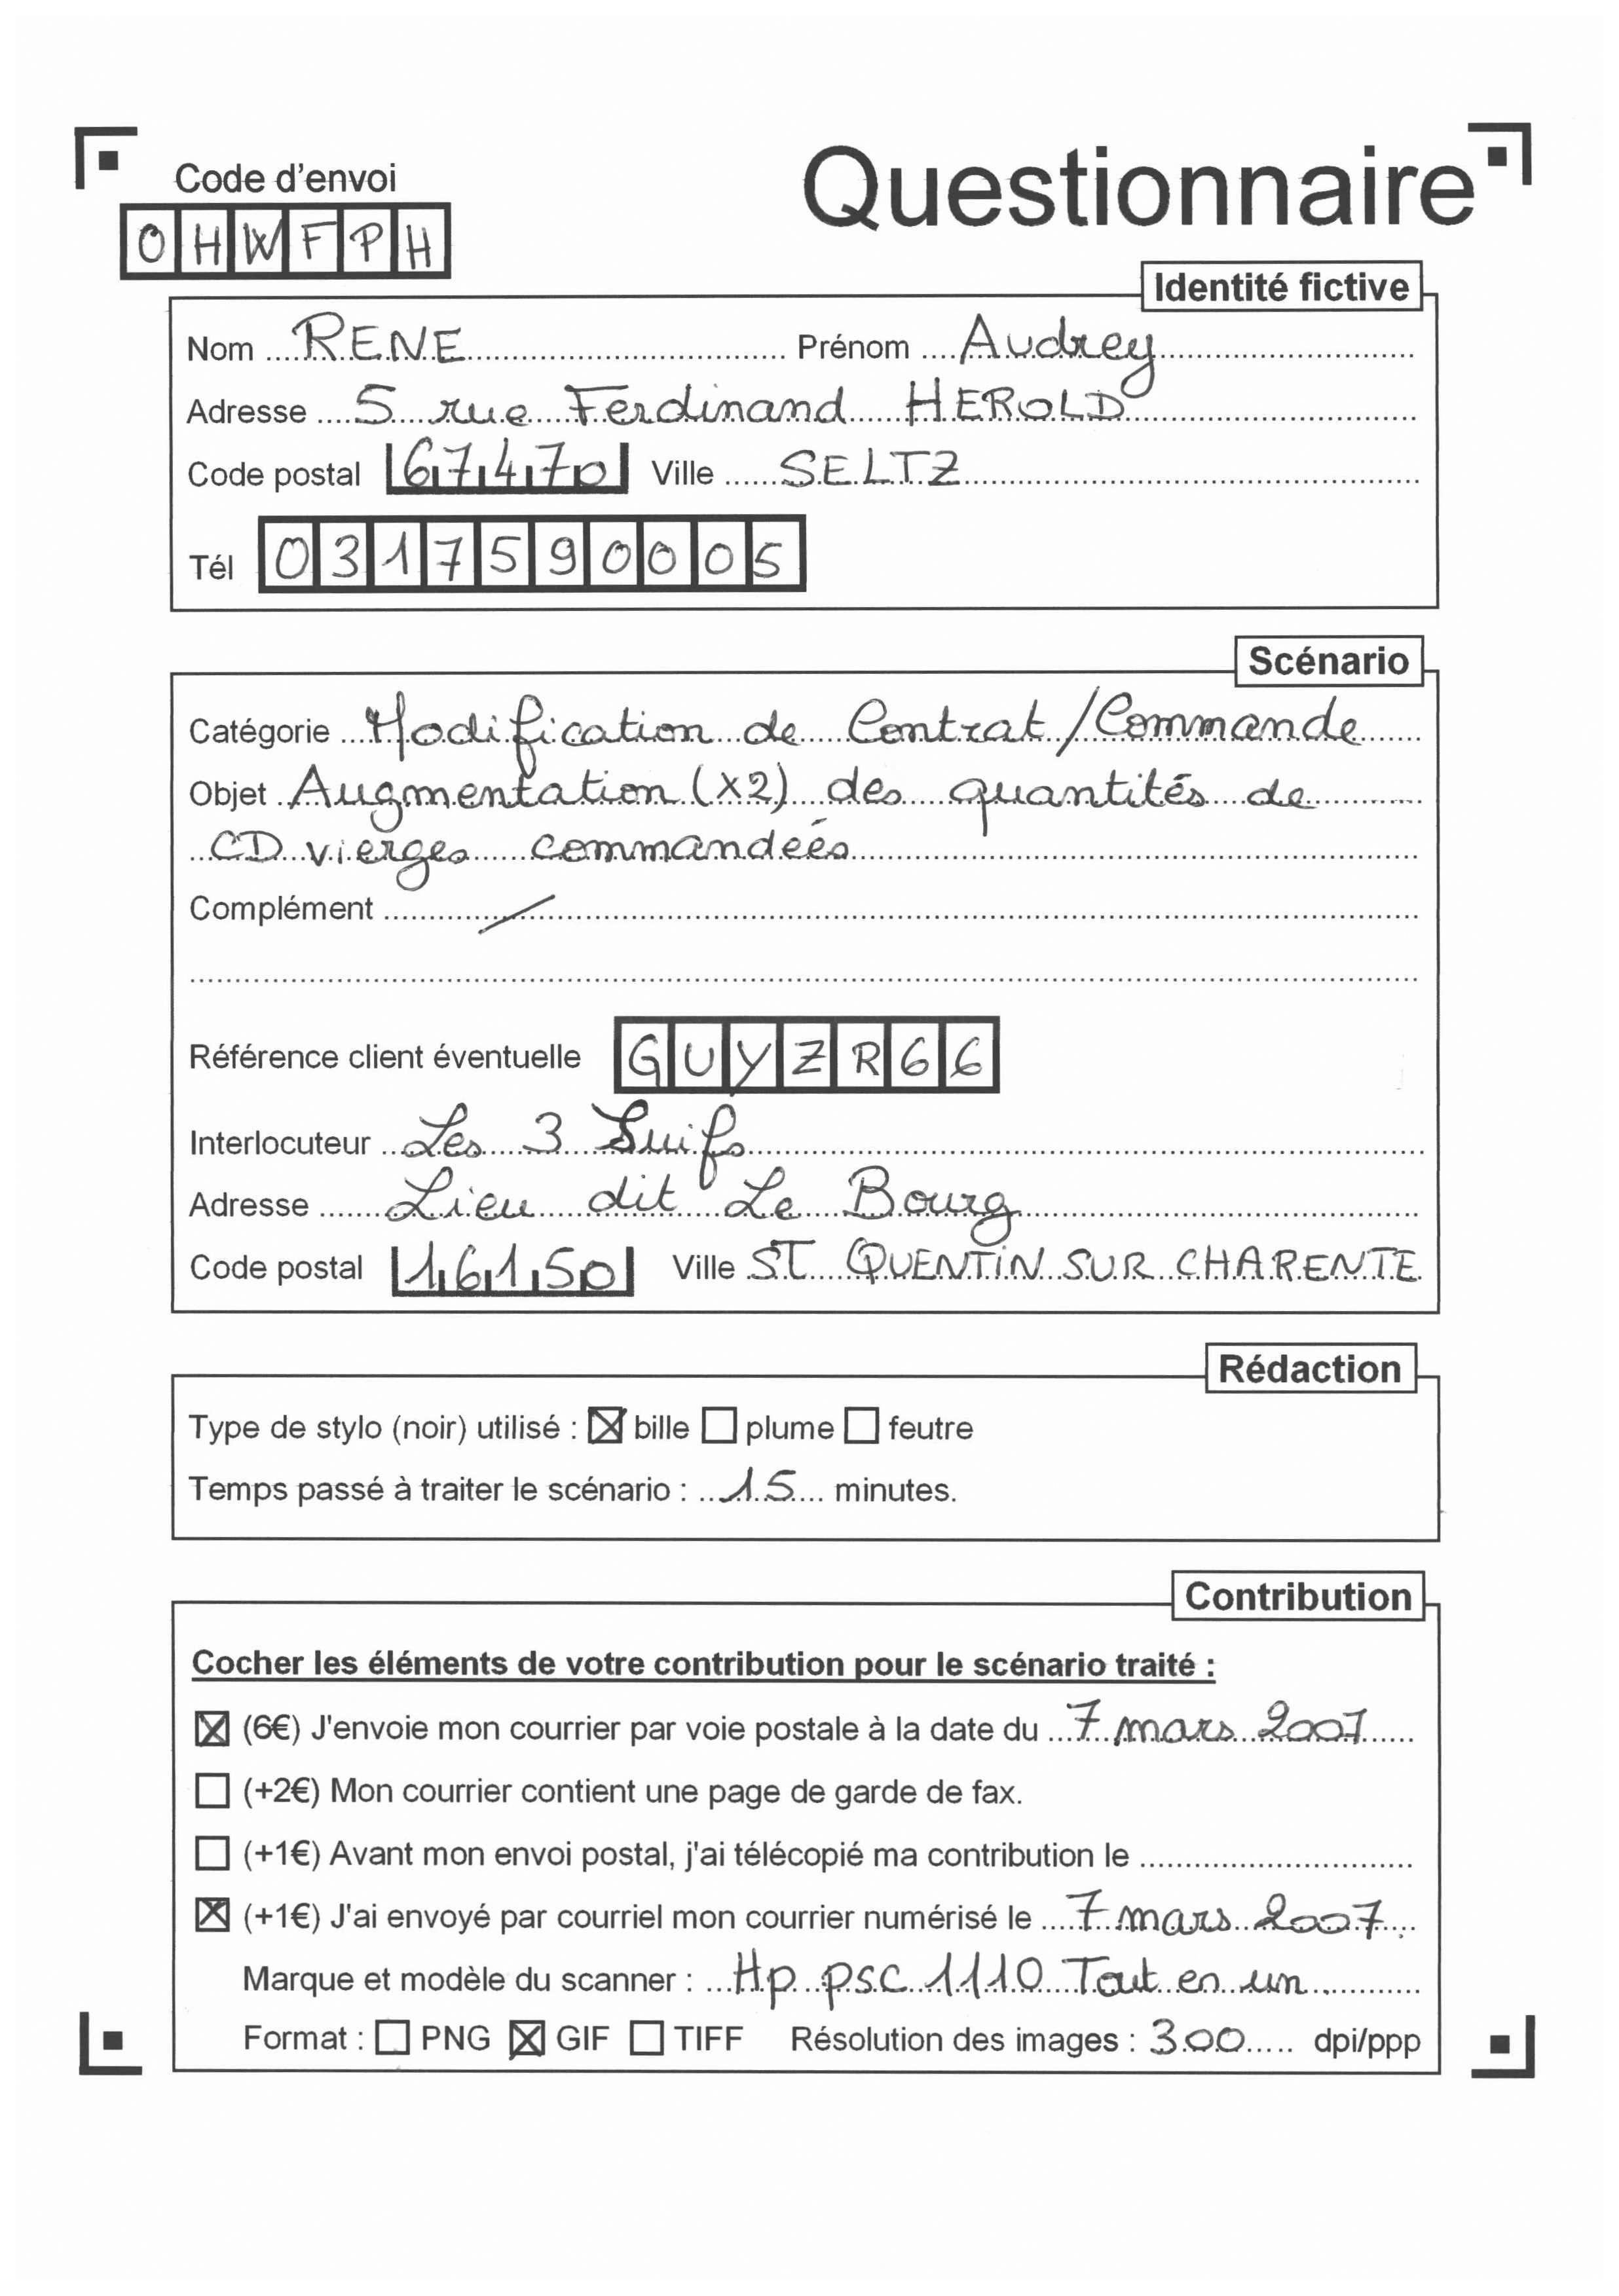 Code d'envoi
Questionnaire
OHWFPH
Identité fictive
Nom RENE Prénom Audrey
Adresse 5 rue Ferdinand HEROLD
Code postal 67470 Ville SELTZ
Tél 0317590005
Scénario
Catégorie Modification de Contrat / Commande
Objet Augmentation (x2) des quantités de
CD vierges commandées
Complément /
Référence client éventuelle GUYZR66
Interlocuteur Les 3 Suifs
Adresse Lieu dit Le Bourg
Code postal 16150 Ville ST QUENTIN SUR CHARENTE
Rédaction
Type de stylo (noir) utilisé : ☒ bille ☐ plume ☐ feutre
Temps passé à traiter le scénario : 15 minutes.
Contribution
Cocher les éléments de votre contribution pour le scénario traité :
☒ (6€) J'envoie mon courrier par voie postale à la date du 7 mars 2007
☐ (+2€) Mon courrier contient une page de garde de fax.
☐ (+1€) Avant mon envoi postal, j'ai télécopié ma contribution le
☒ (+1€) J'ai envoyé par courriel mon courrier numérisé le 7 mars 2007.
Marque et modèle du scanner : Hp psc 1110 Tout en un
Format : ☐ PNG ☒ GIF ☐ TIFF Résolution des images : 300 dpi/ppp